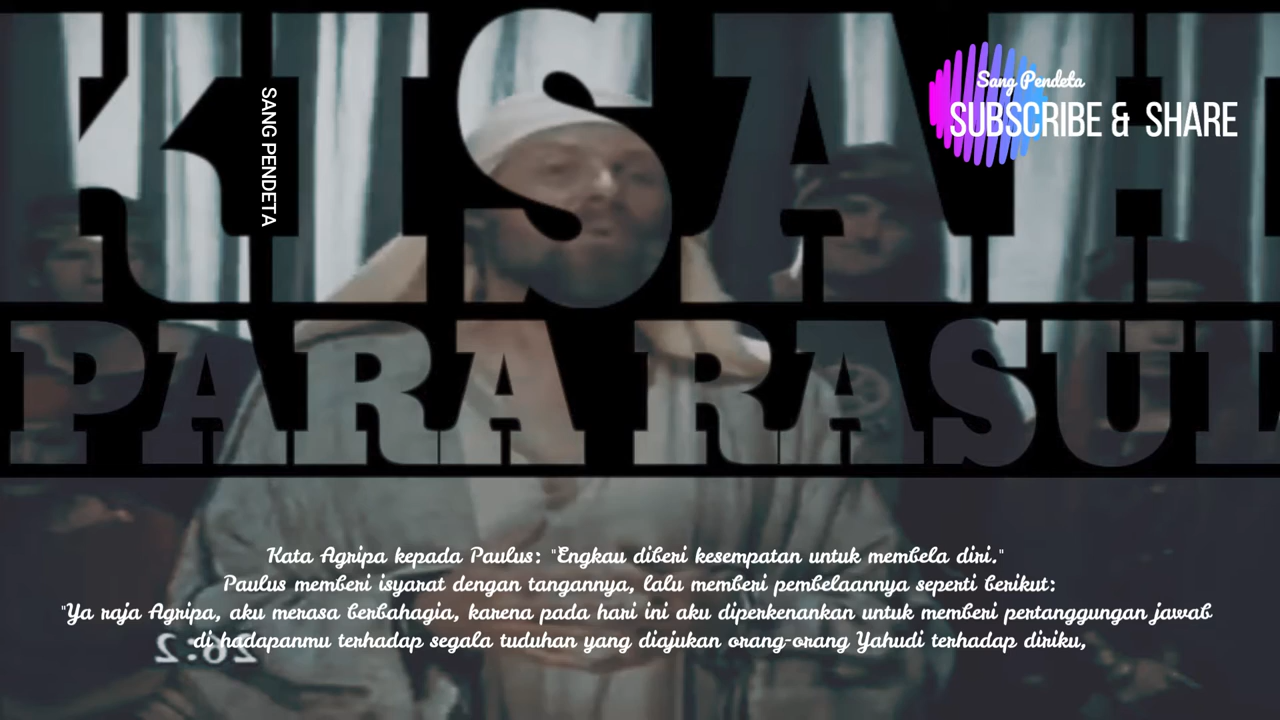 KISAH
SANG PENDETA
Sang Pendeta
SUBSCRIBE & SHARE
PARA RASUL
Kata Agripa kepada Paulus: "Engkau diberi kesempatan untuk membela diri."
Paulus memberi isyarat dengan tangannya, lalu memberi pembelaannya seperti berikut:
"Ya raja Agripa, aku merasa berbahagia, karena pada hari ini aku diperkenankan untuk memberi pertanggungan jawab
di hadapanmu terhadap segala tuduhan yang diajukan orang-orang Yahudi terhadap diriku,
26:2